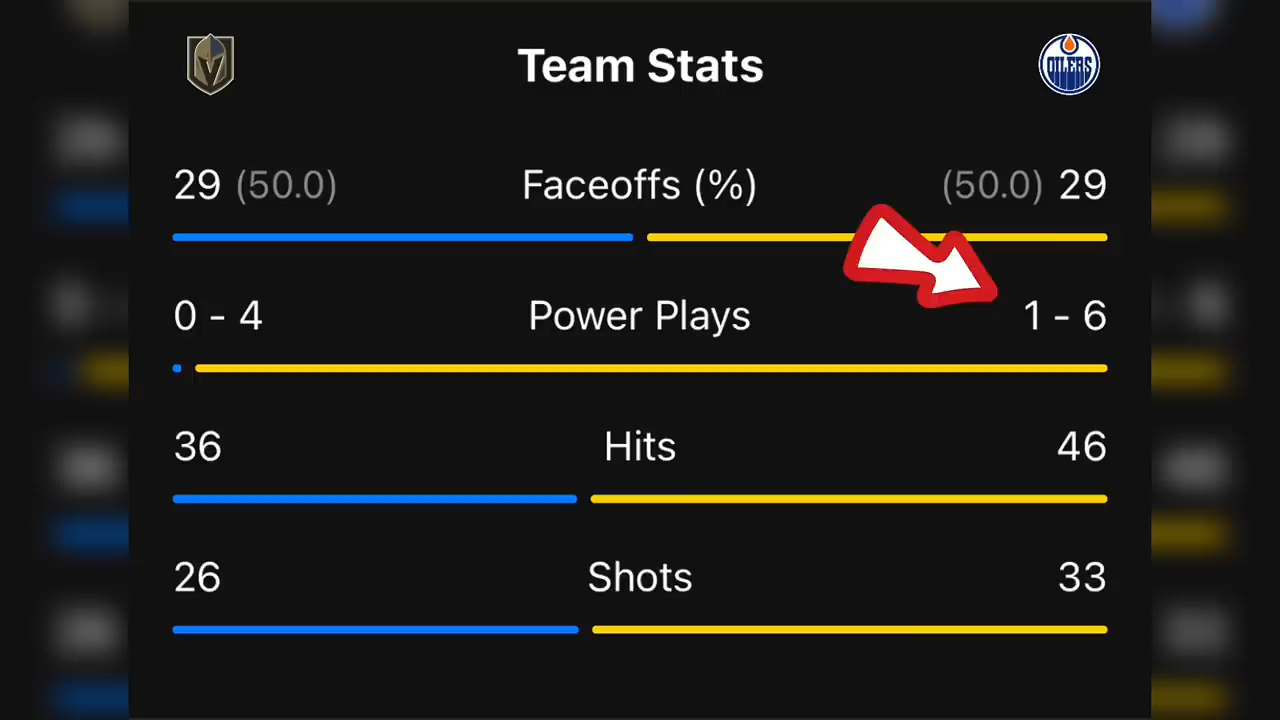 Team Stats
OILERS
29 (50.0) Faceoffs (%) (50.0) 29
0 - 4 Power Plays 1 - 6
36 Hits 46
26 Shots 33